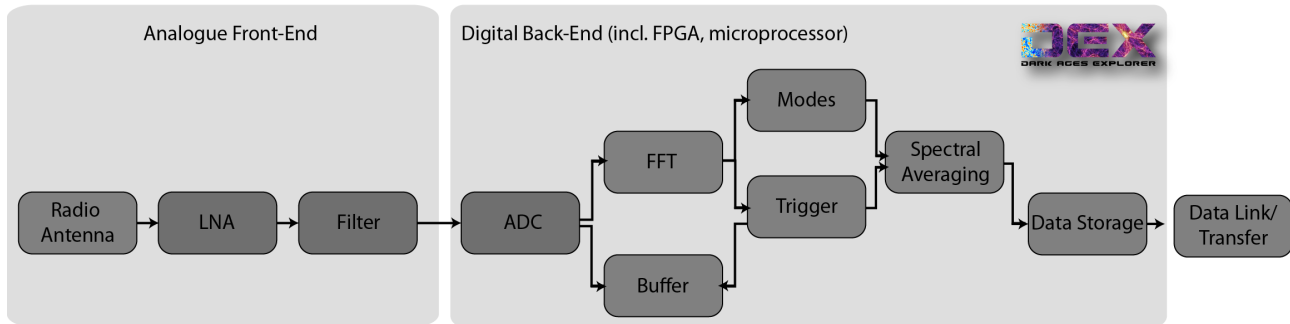 Analogue Front-End
Digital Back-End (incl. FPGA, microprocessor)
DEX
DARK AGES EXPLORER
Radio
Antenna
LNA
Filter
ADC
FFT
Buffer
Modes
Trigger
Spectral
Averaging
Data Storage
Data Link/
Transfer